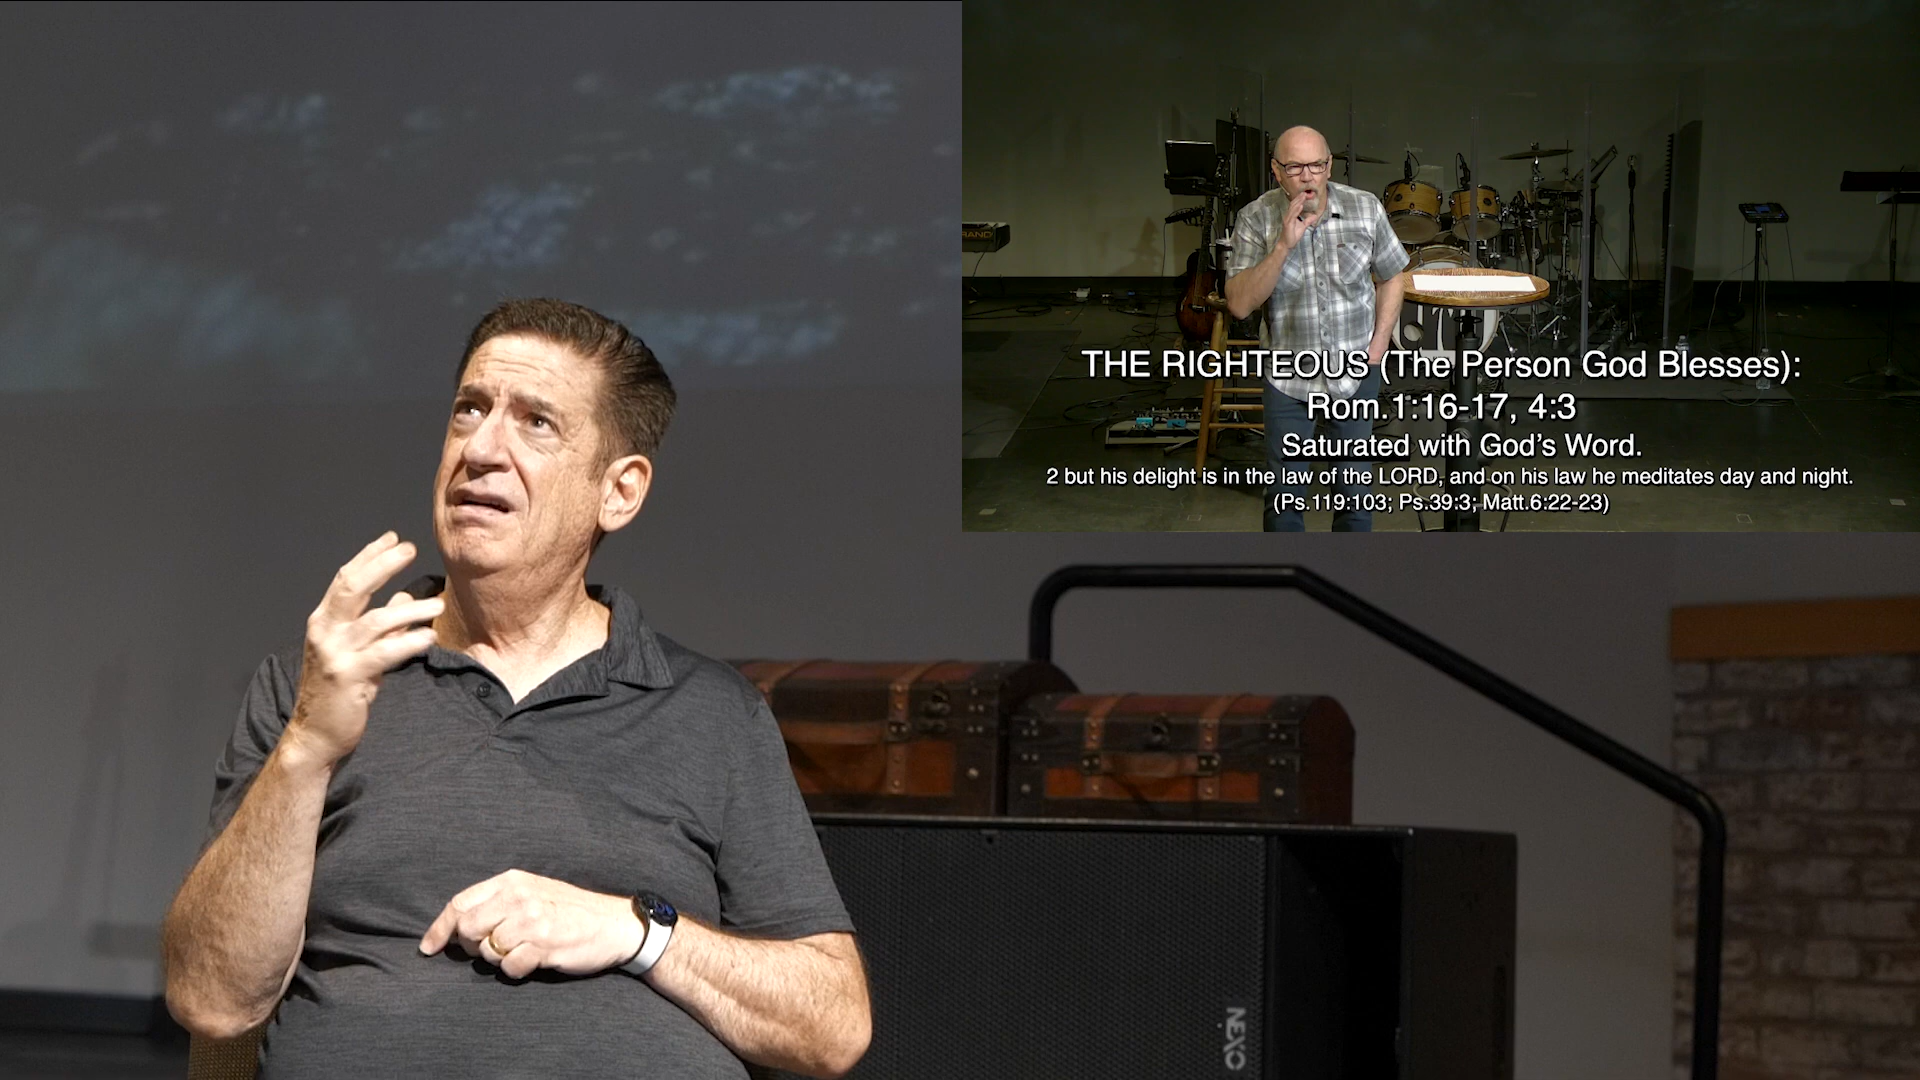 THE RIGHTEOUS (The Person God Blesses):
Rom.1:16-17, 4:3
Saturated with God's Word.
2 but his delight is in the law of the LORD, and on his law he meditates day and night.
(Ps.119:103; Ps.39:3; Matt.6:22-23)
NEXO